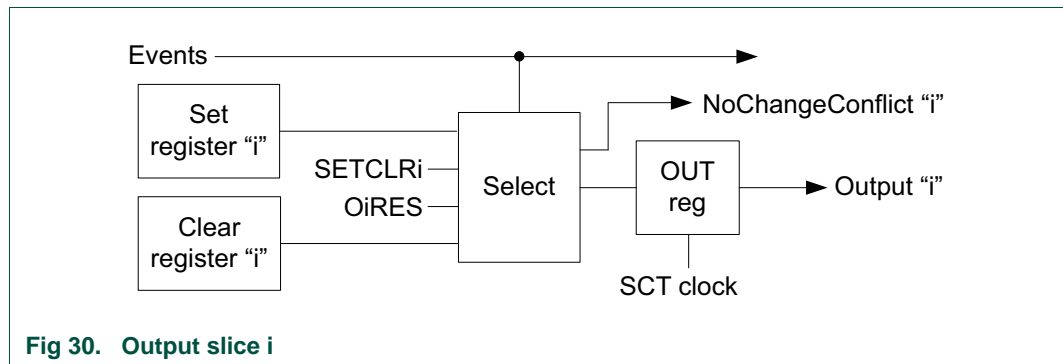 Events
Set
register “i”
NoChangeConflict “i”
SETCLRi
Select
OUT
reg
Output “i”
OiRES
Clear
register “i”
SCT clock
Fig 30. Output slice i